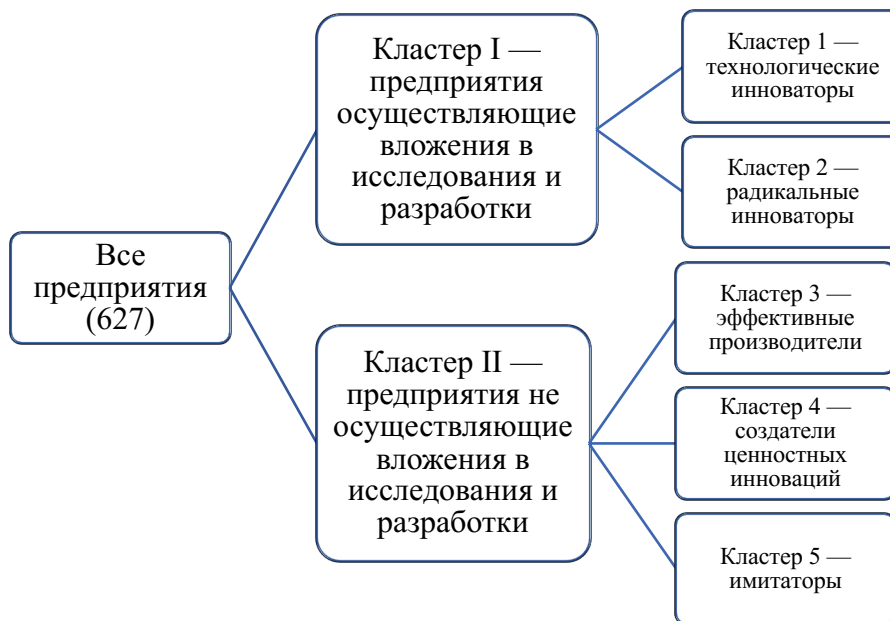 Все
предприятия
(627)
Кластер I —
предприятия
осуществляющие
вложения в
исследования и
разработки
Кластер 1 —
технологические
инноваторы
Кластер 2 —
радикальные
инноваторы
Кластер II —
предприятия не
осуществляющие
вложения в
исследования и
разработки
Кластер 3 —
эффективные
производители
Кластер 4 —
создатели
ценностных
инноваций
Кластер 5 —
имитаторы